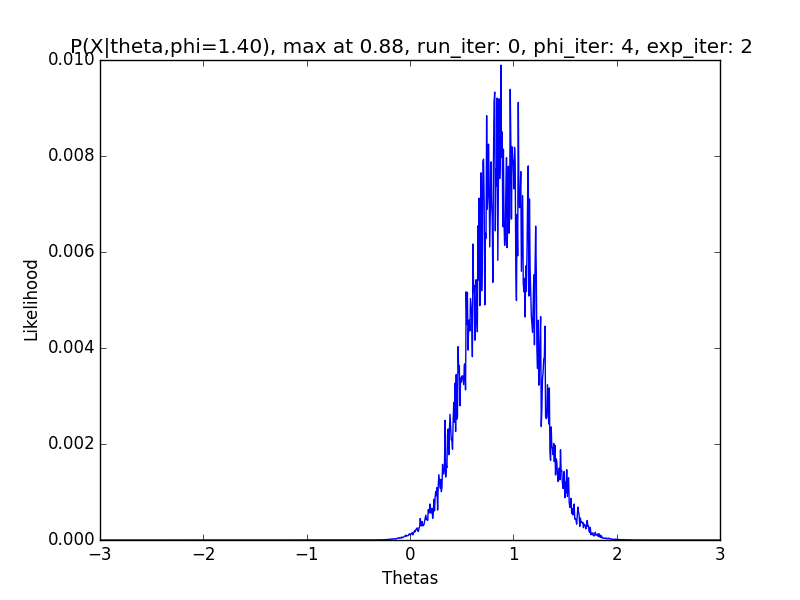 P(X|theta,phi=1.40), max at 0.88, run_iter: 0, phi_iter: 4, exp_iter: 2
0.010
0.008
0.006
0.004
0.002
0.000
Likelihood
−3 −2 −1 0 1 2 3
Thetas